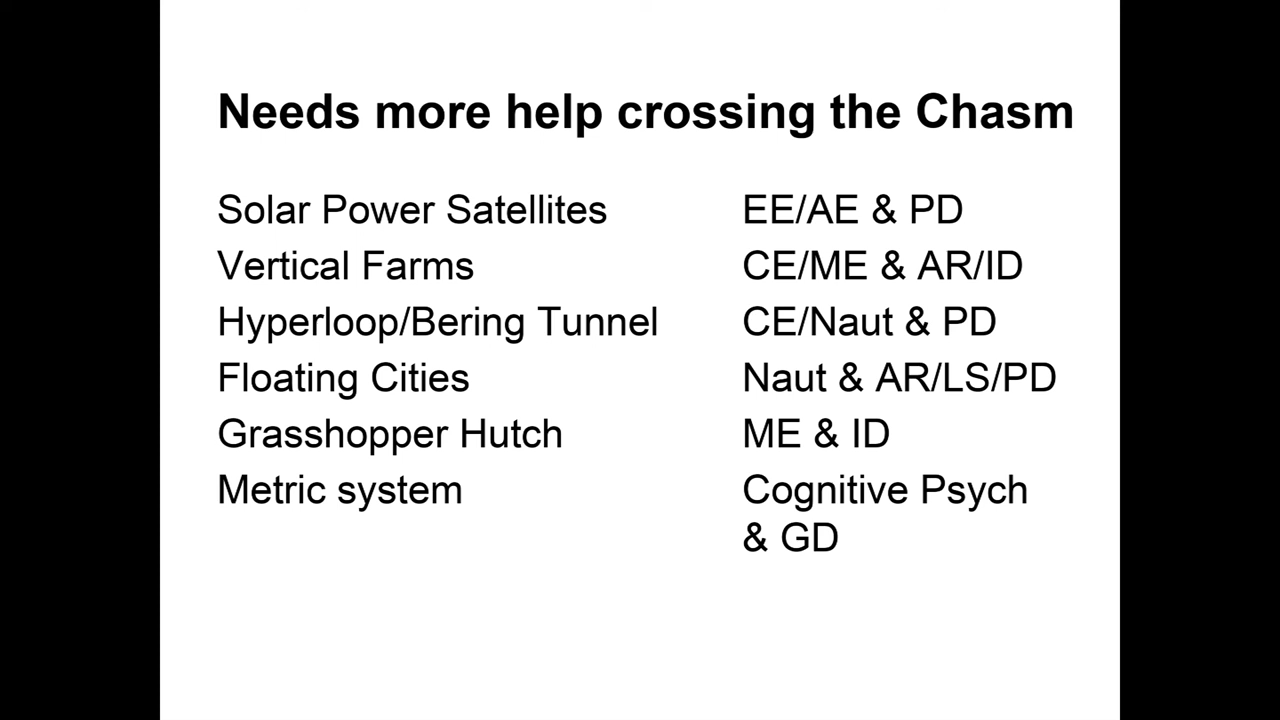 Needs more help crossing the Chasm
Solar Power Satellites EE/AE & PD
Vertical Farms CE/ME & AR/ID
Hyperloop/Bering Tunnel CE/Naut & PD
Floating Cities Naut & AR/LS/PD
Grasshopper Hutch ME & ID
Metric system Cognitive Psych
& GD